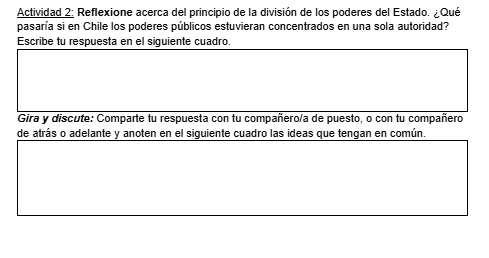 Actividad 2: Reflexione acerca del principio de la división de los poderes del Estado. ¿Qué
pasaría si en Chile los poderes públicos estuvieran concentrados en una sola autoridad?
Escribe tu respuesta en el siguiente cuadro.
Gira y discute: Comparte tu respuesta con tu compañero/a de puesto, o con tu compañero
de atrás o adelante y anoten en el siguiente cuadro las ideas que tengan en común.